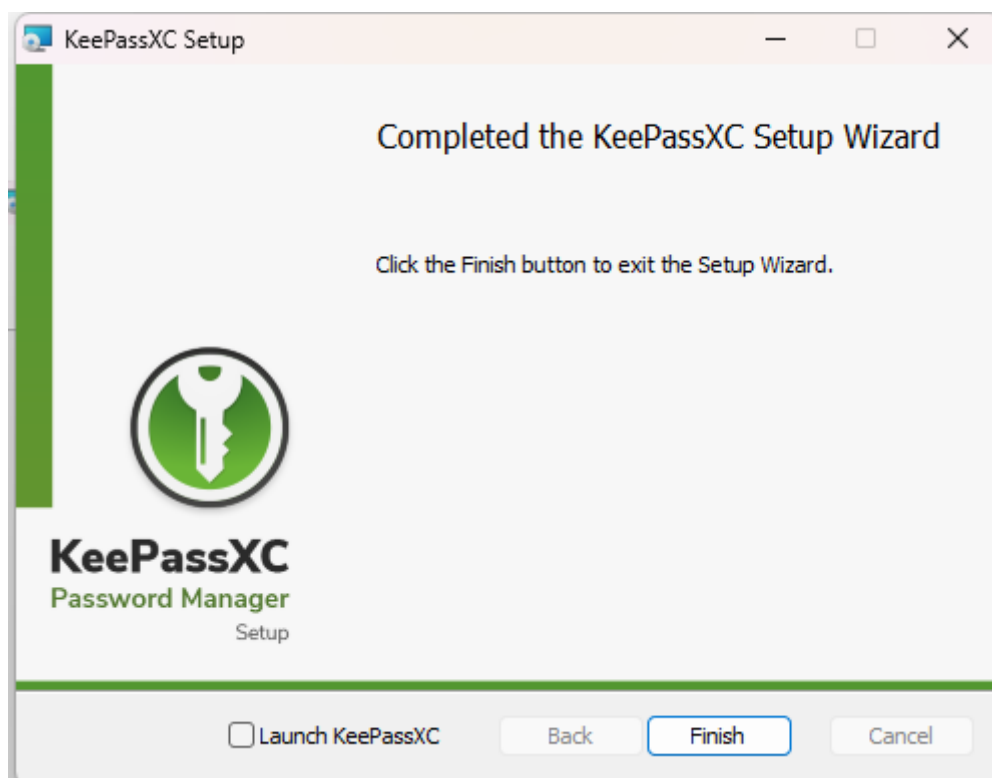 KeePassXC Setup
Completed the KeePassXC Setup Wizard
Click the Finish button to exit the Setup Wizard.
KeePassXC
Password Manager
Setup
Launch KeePassXC Back Finish Cancel